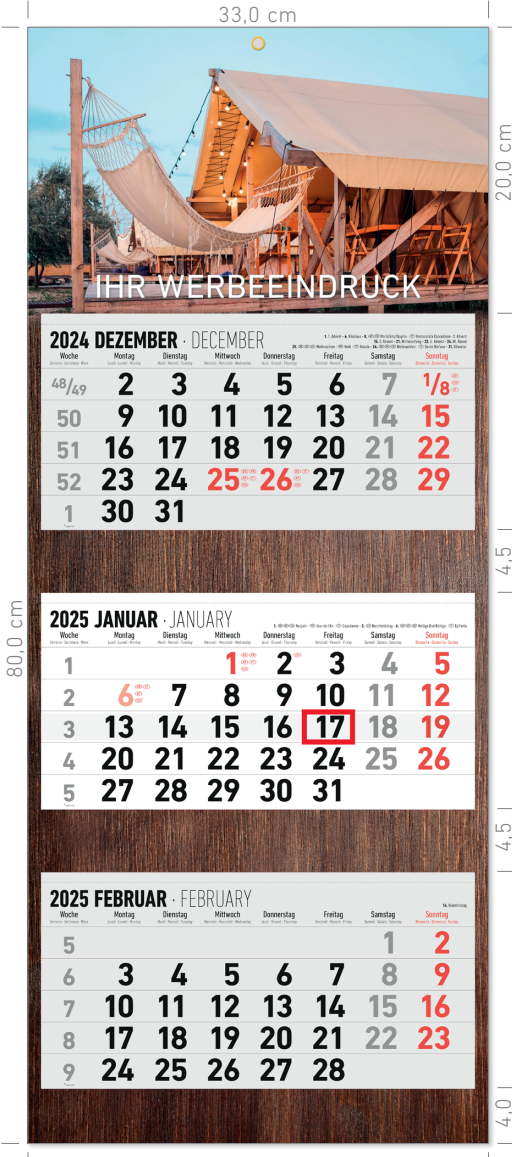 33,0 cm
20,0 cm
IHR WERBEEINDRUCK
2024 DEZEMBER · DECEMBER
Woche Montag Dienstag Mittwoch Donnerstag Freitag Samstag Sonntag
48/49 2 3 4 5 6 7 1/8
50 9 10 11 12 13 14 15
51 16 17 18 19 20 21 22
52 23 24 25 26 27 28 29
1 30 31
4,5
80,0 cm
2025 JANUAR · JANUARY
Woche Montag Dienstag Mittwoch Donnerstag Freitag Samstag Sonntag
1 1 2 3 4 5
2 6 7 8 9 10 11 12
3 13 14 15 16 17 18 19
4 20 21 22 23 24 25 26
5 27 28 29 30 31
4,5
2025 FEBRUAR · FEBRUARY
14. Valentinstag
Woche Montag Dienstag Mittwoch Donnerstag Freitag Samstag Sonntag
5 1 2
6 3 4 5 6 7 8 9
7 10 11 12 13 14 15 16
8 17 18 19 20 21 22 23
9 24 25 26 27 28
4,0